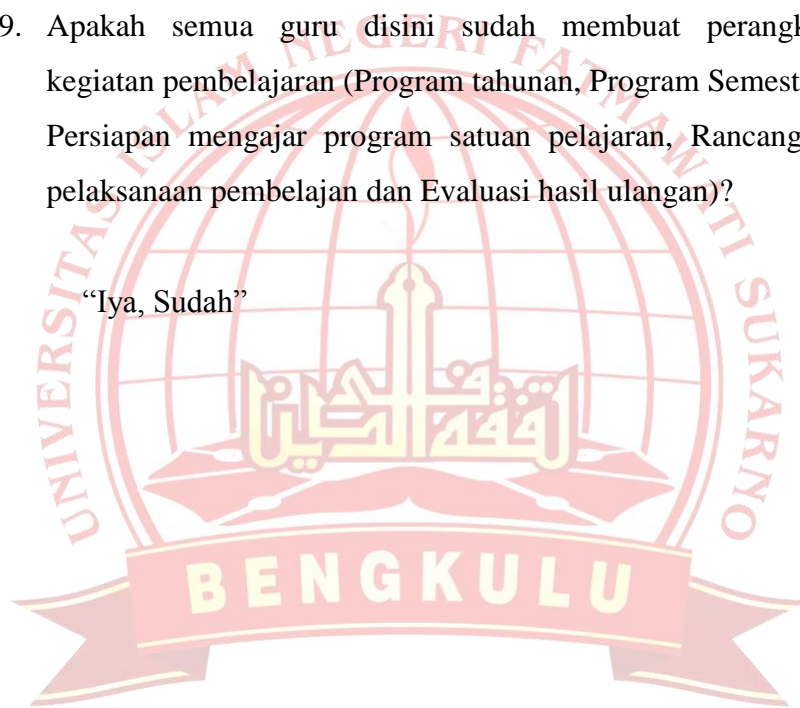 9. Apakah semua guru disini sudah membuat perangk
kegiatan pembelajaran (Program tahunan, Program Semest
Persiapan mengajar program satuan pelajaran, Rancang
pelaksanaan pembelajan dan Evaluasi hasil ulangan)?
“Iya, Sudah”
UNIVERSITAS ISLAM NEGERI FATMAWATI SUKARNO
BENGKULU